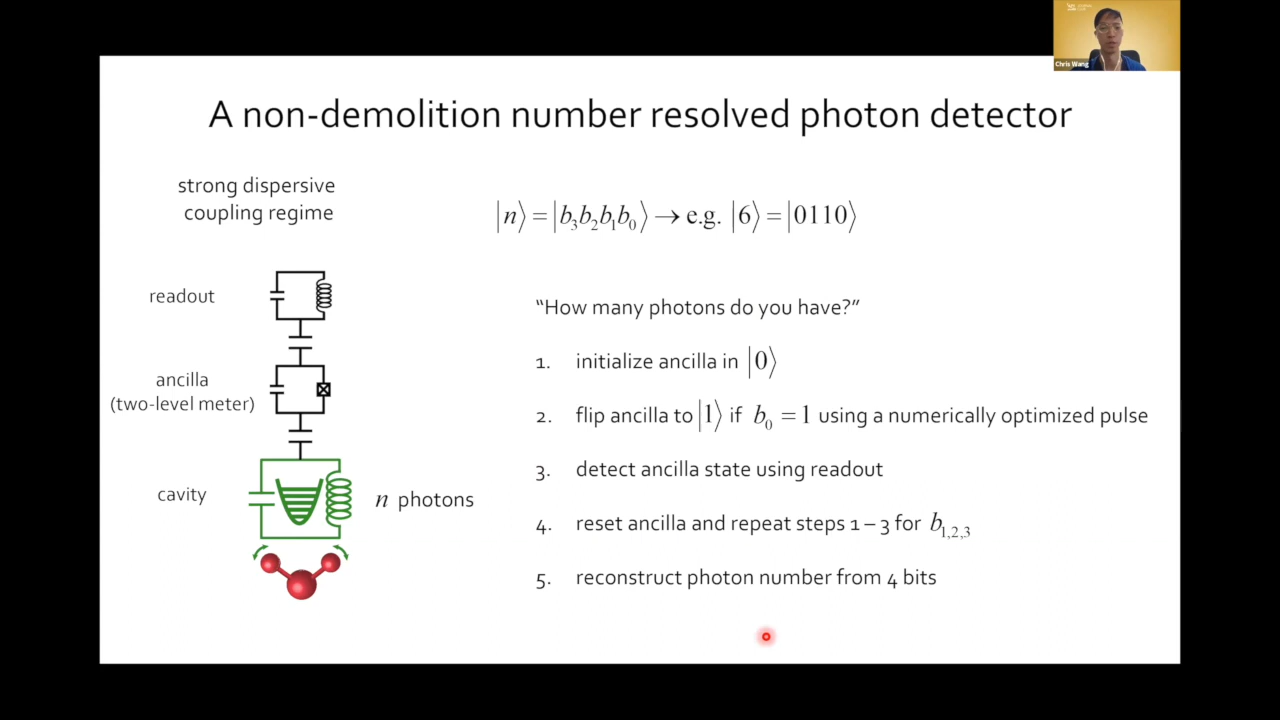 Chris Wang
A non-demolition number resolved photon detector
strong dispersive
coupling regime
|n⟩ = |b₃b₂b₁b₀⟩ → e.g. |6⟩ = |0110⟩
readout
ancilla
(two-level meter)
cavity
n photons
“How many photons do you have?”
1. initialize ancilla in |0⟩
2. flip ancilla to |1⟩ if b₀ = 1 using a numerically optimized pulse
3. detect ancilla state using readout
4. reset ancilla and repeat steps 1 – 3 for b₁,₂,₃
5. reconstruct photon number from 4 bits